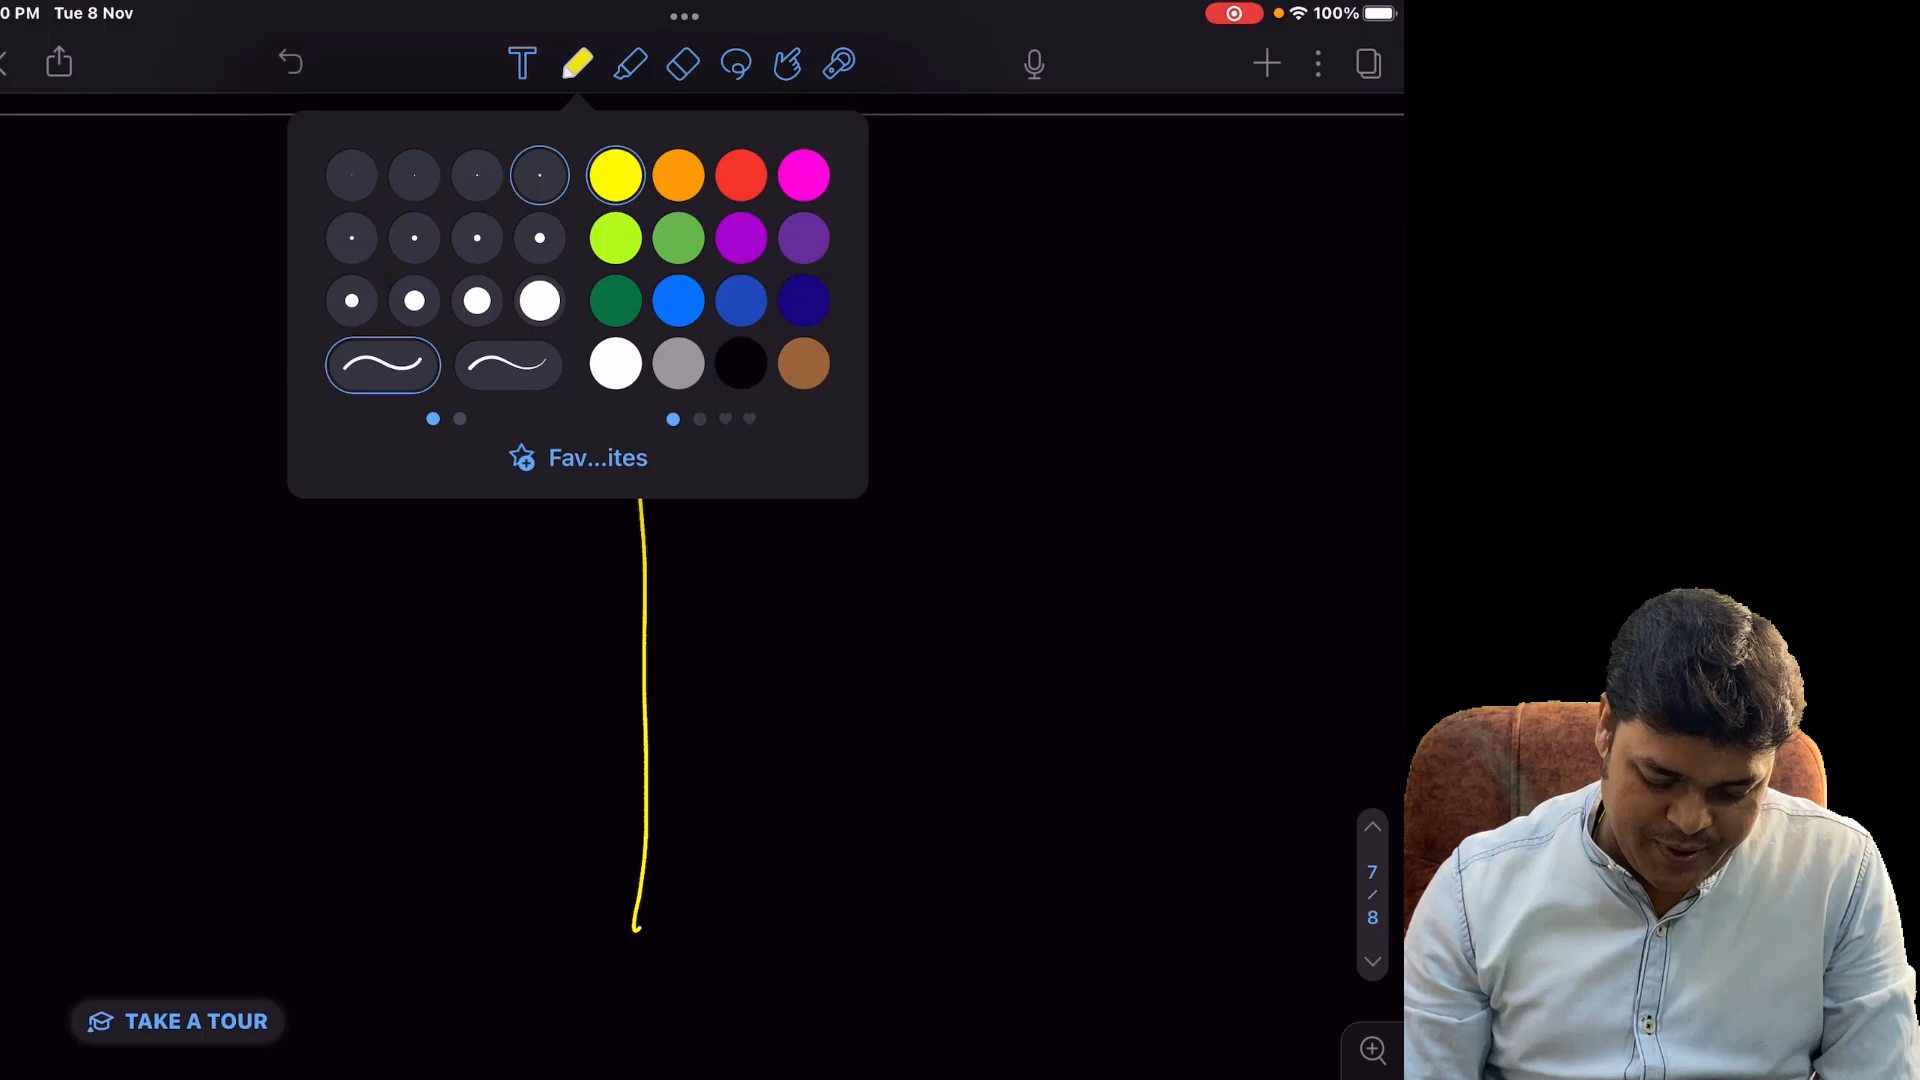 0 PM Tue 8 Nov
100%
T
Fav...ites
7
/
8
TAKE A TOUR